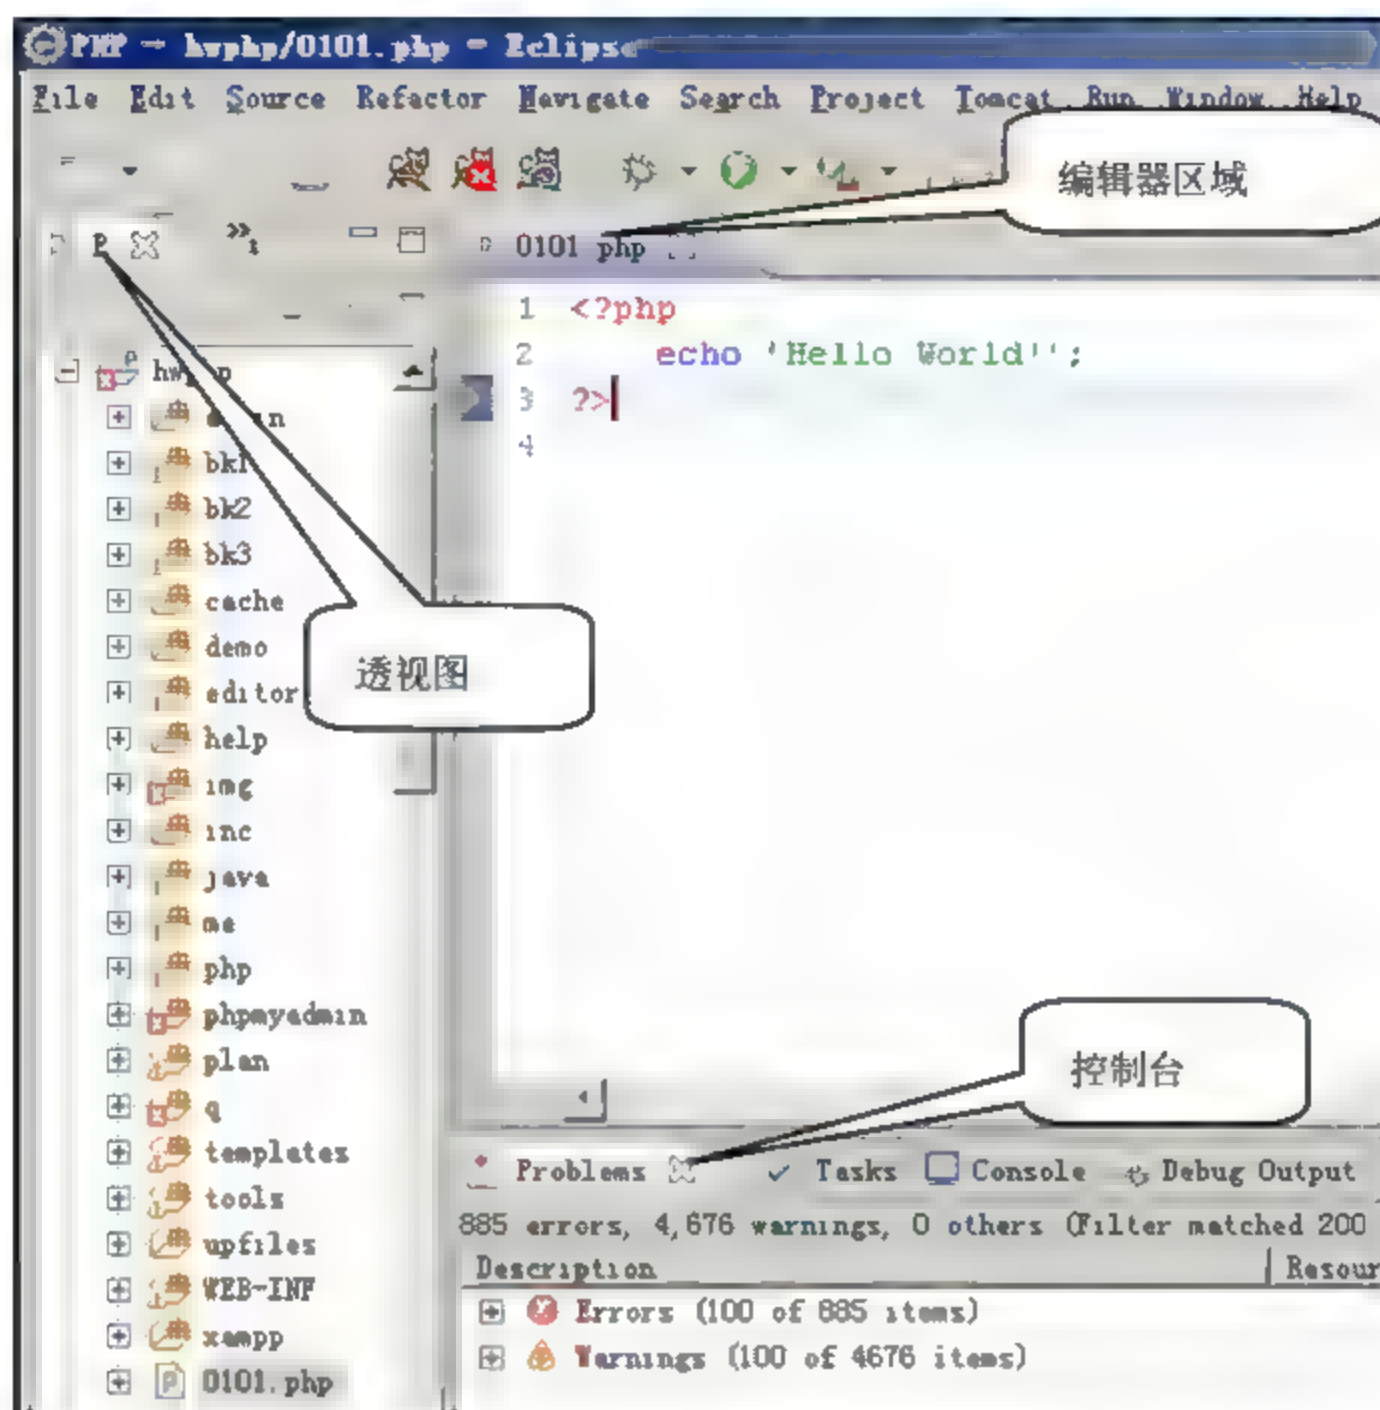 PHP - hwphp/0101.php - Eclipse
File Edit Source Refactor Navigate Search Project Tomcat Run Window Help
编辑器区域
P
0101 php
1 <?php
2 echo 'Hello World'';
3 ?>
4
hwphp
bk1
bk2
bk3
cache
demo
editor
透视图
help
img
inc
java
me
php
phpmyadmin
plan
控制台
q
templates
tools
upfiles
WEB-INF
xampp
0101.php
Problems Tasks Console Debug Output
885 errors, 4,676 warnings, 0 others (Filter matched 200
Description Resour
Errors (100 of 885 items)
Warnings (100 of 4676 items)